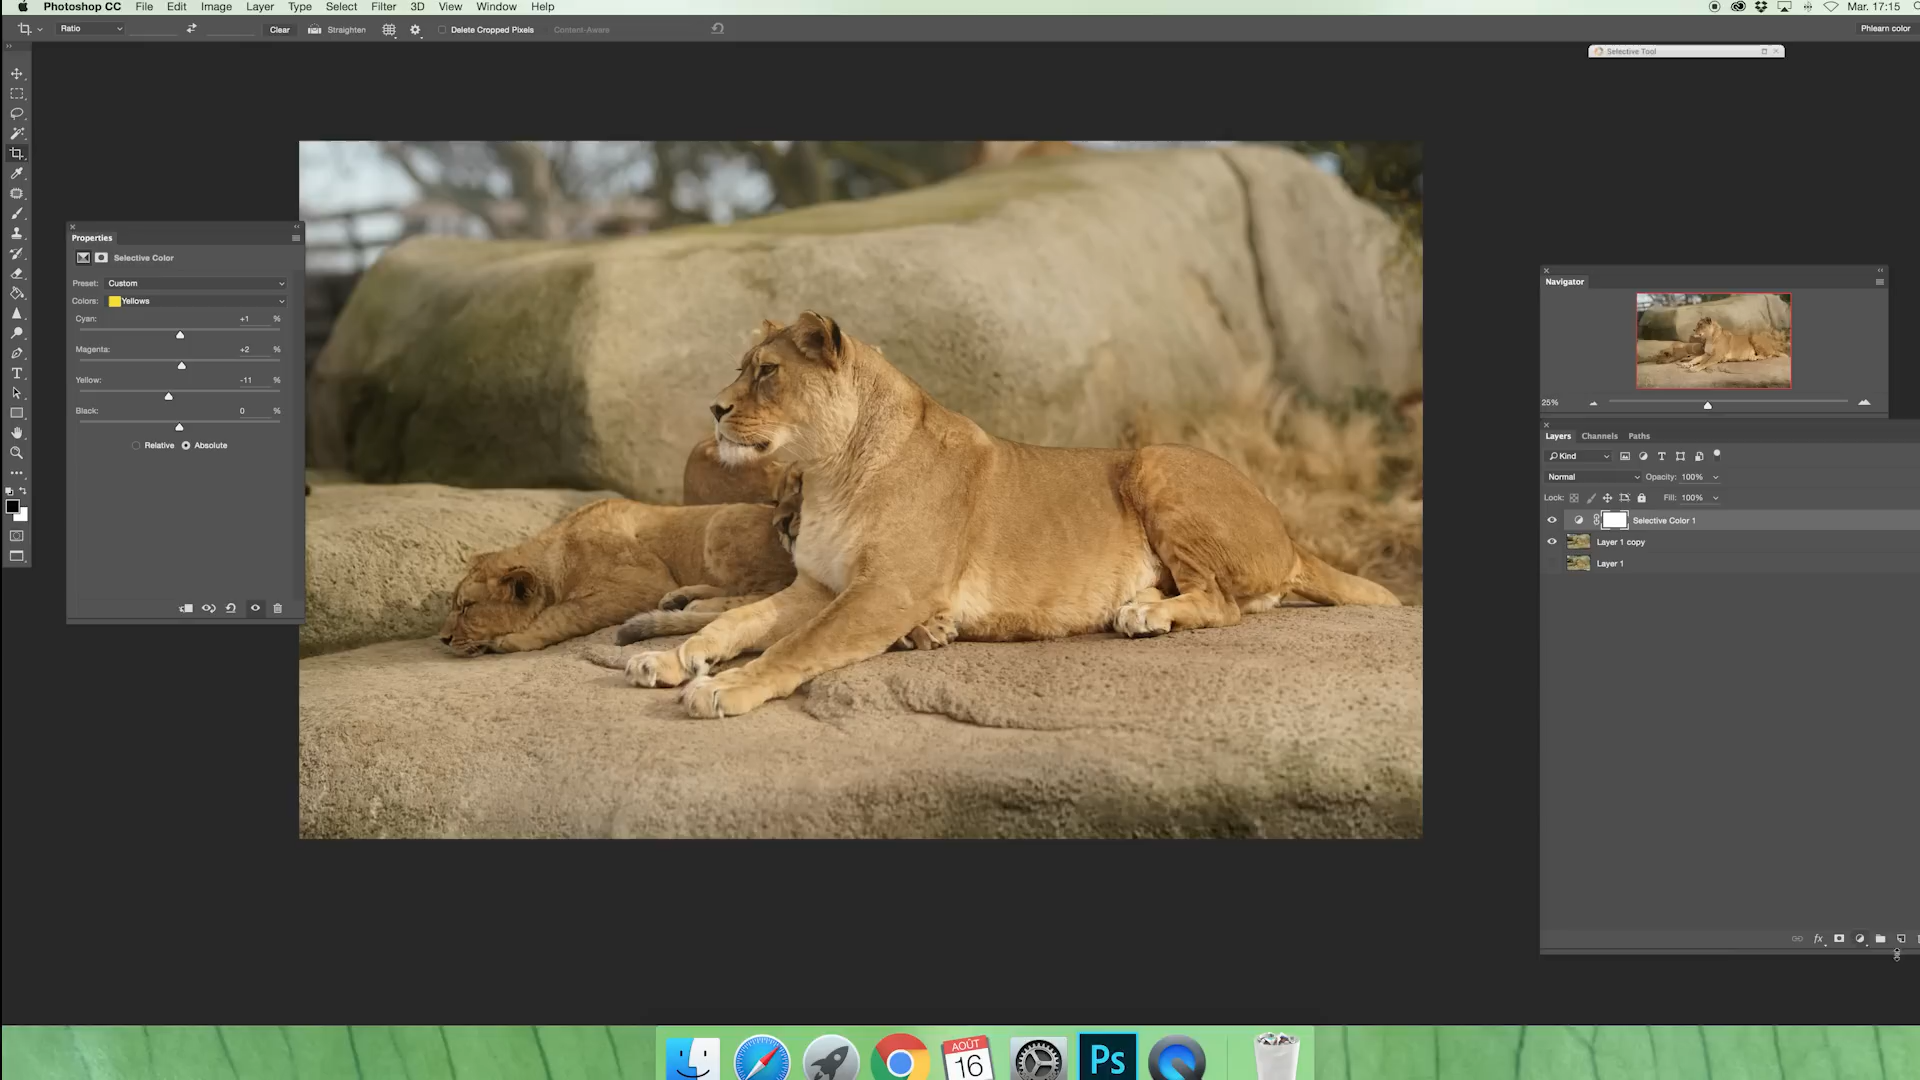 Photoshop CC File Edit Image Layer Type Select Filter 3D View Window Help Mar. 17:15
Ratio Clear Straighten Delete Cropped Pixels Content-Aware Phlearn color
Selective Tool
Properties
Selective Color
Preset: Custom
Colors: Yellows
Cyan: +1 %
Magenta: +2 %
Yellow: -11 %
Black: 0 %
Relative Absolute
Navigator
25%
Layers Channels Paths
Kind
Normal Opacity: 100%
Lock: Fill: 100%
Selective Color 1
Layer 1 copy
Layer 1
fx
AOÛT
16
Ps